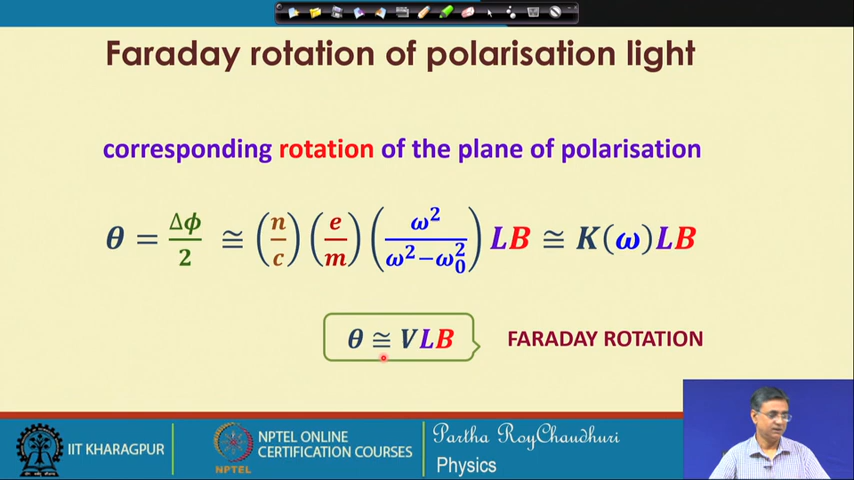 Faraday rotation of polarisation light
corresponding rotation of the plane of polarisation
θ = Δϕ/2 ≅ (n/c) (e/m) (ω²/(ω²−ω₀²)) LB ≅ K(ω)LB
θ ≅ VLB
FARADAY ROTATION
IIT KHARAGPUR
NPTEL
NPTEL ONLINE
CERTIFICATION COURSES
Partha RoyChaudhuri
Physics